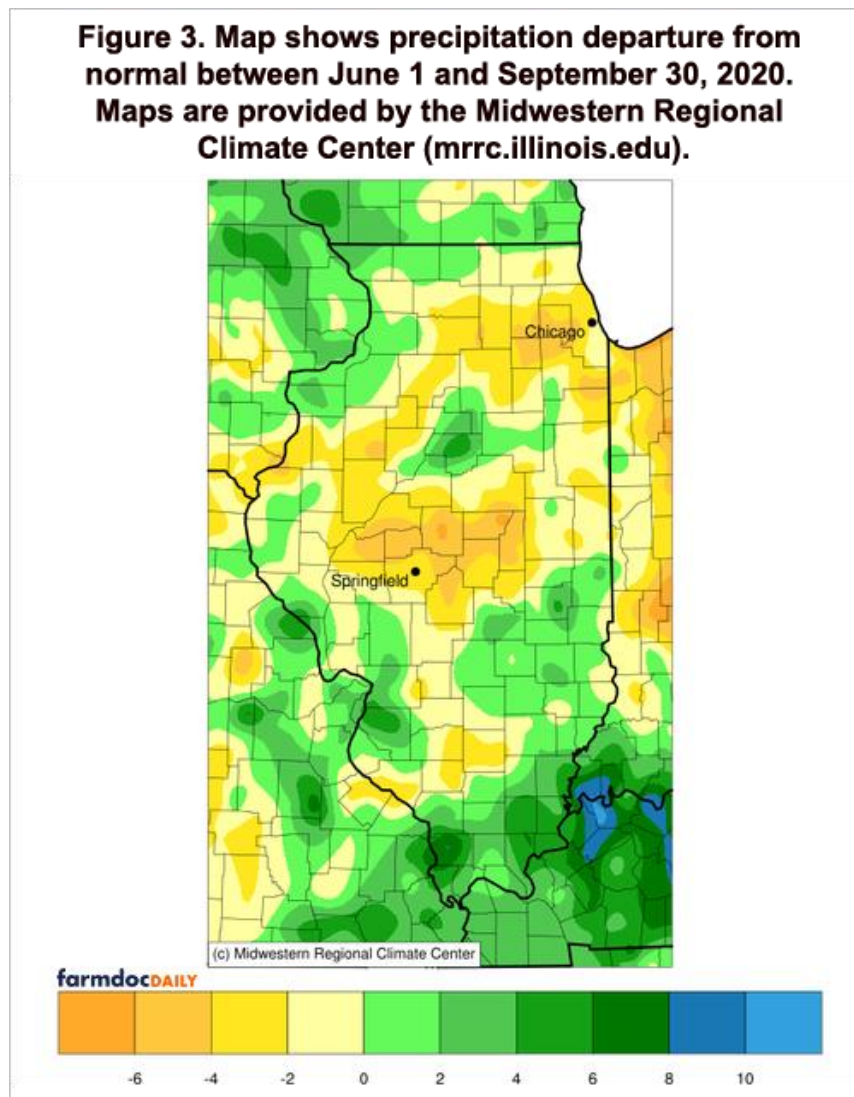 Figure 3. Map shows precipitation departure from
normal between June 1 and September 30, 2020.
Maps are provided by the Midwestern Regional
Climate Center (mrrc.illinois.edu).
Chicago
Springfield
(c) Midwestern Regional Climate Center
farmdocDAILY
-6 -4 -2 0 2 4 6 8 10